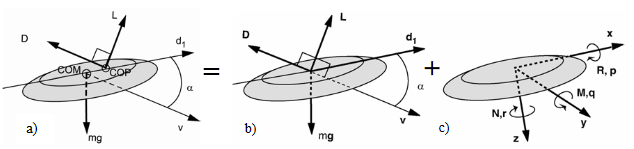 D
L
d1
COM
COP
α
v
mg
a)
=
D
L
d1
α
v
mg
b)
+
x
R, p
M,q
y
N,r
z
c)